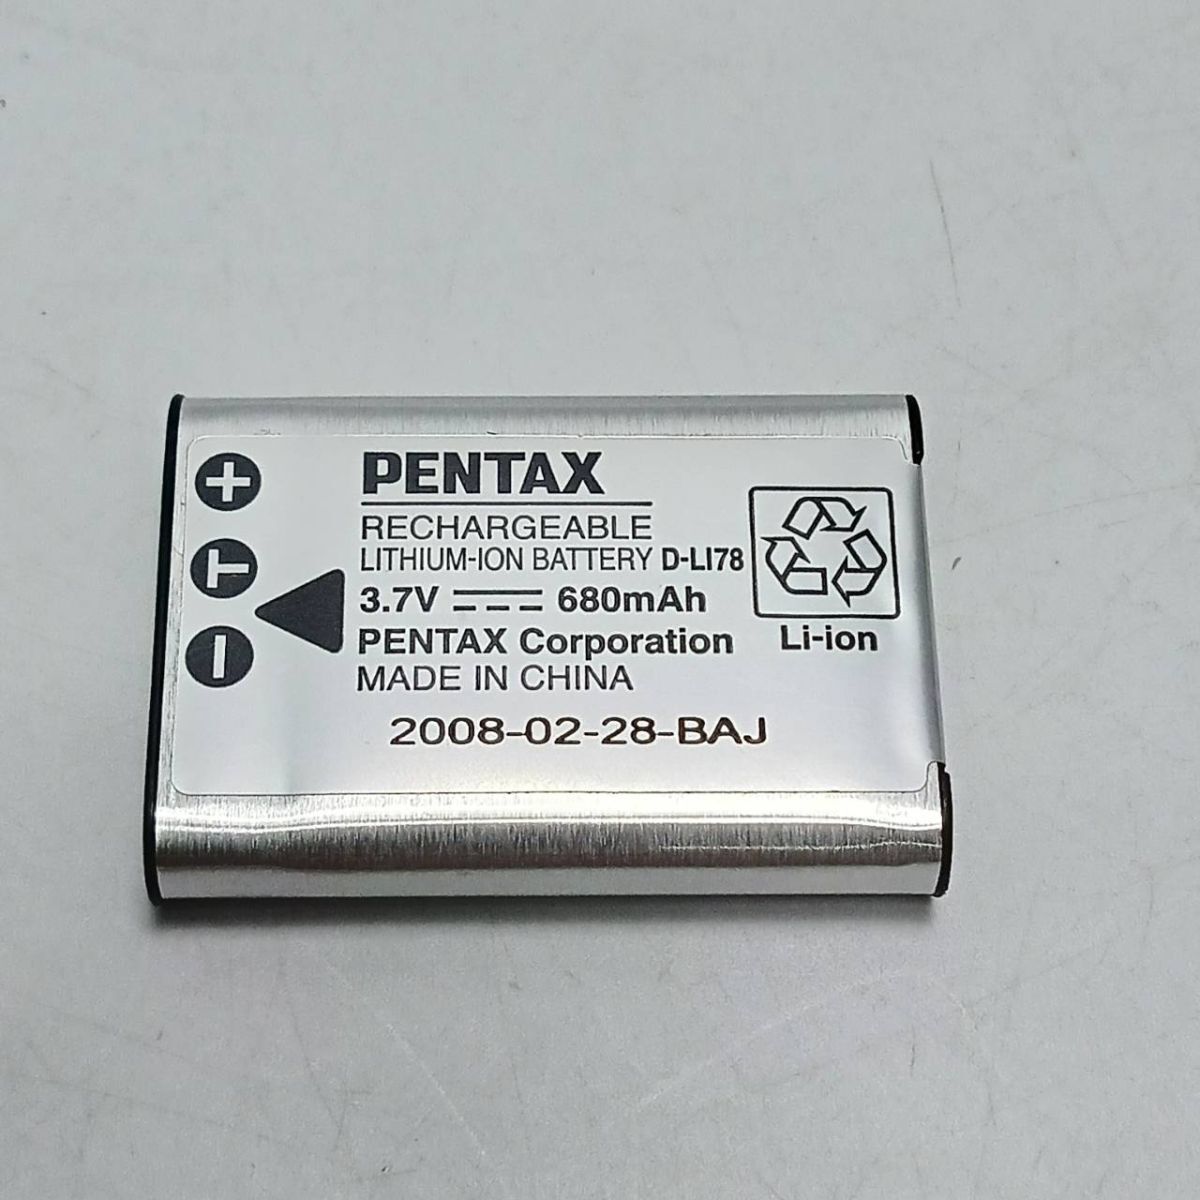 PENTAX
RECHARGEABLE
LITHIUM-ION BATTERY D-LI78
3.7V 680mAh
PENTAX Corporation
MADE IN CHINA
Li-ion
2008-02-28-BAJ
+
T
-